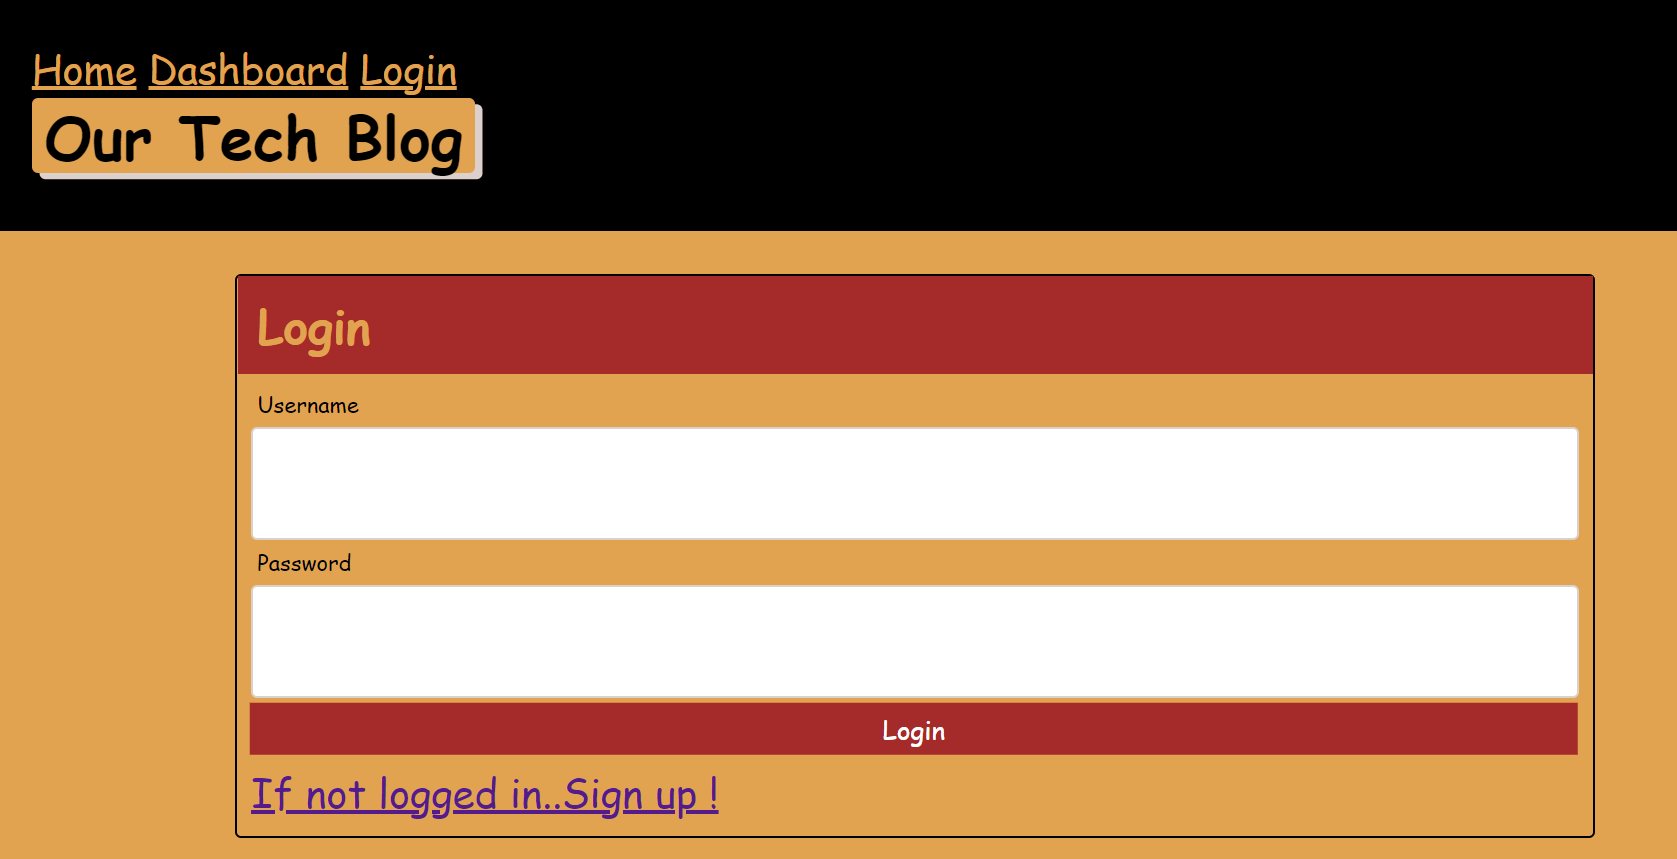 Home Dashboard Login
Our Tech Blog
Login
Username
Password
Login
If not logged in..Sign up !